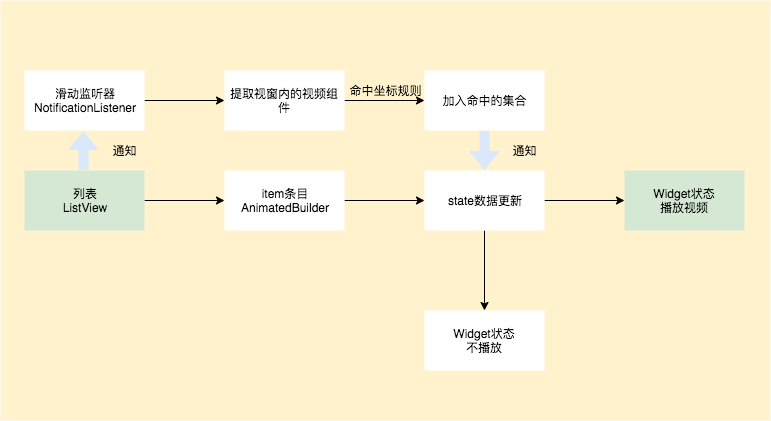 滑动监听器
NotificationListener
提取视窗内的视频组
件
命中坐标规则
加入命中的集合
通知
通知
列表
ListView
item条目
AnimatedBuilder
state数据更新
Widget状态
播放视频
Widget状态
不播放